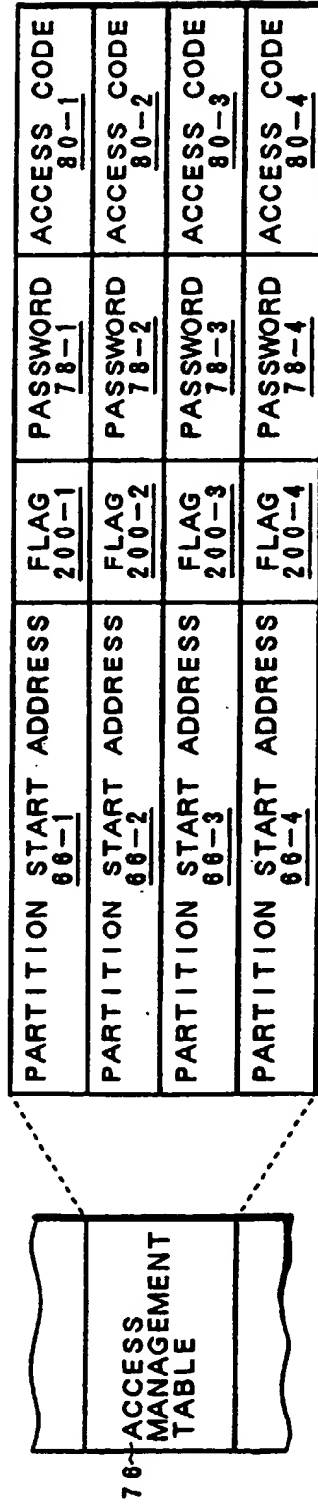 76
ACCESS
MANAGEMENT
TABLE
PARTITION START ADDRESS
66-1
FLAG
200-1
PASSWORD
78-1
ACCESS CODE
80-1
PARTITION START ADDRESS
66-2
FLAG
200-2
PASSWORD
78-2
ACCESS CODE
80-2
PARTITION START ADDRESS
66-3
FLAG
200-3
PASSWORD
78-3
ACCESS CODE
80-3
PARTITION START ADDRESS
66-4
FLAG
200-4
PASSWORD
78-4
ACCESS CODE
80-4